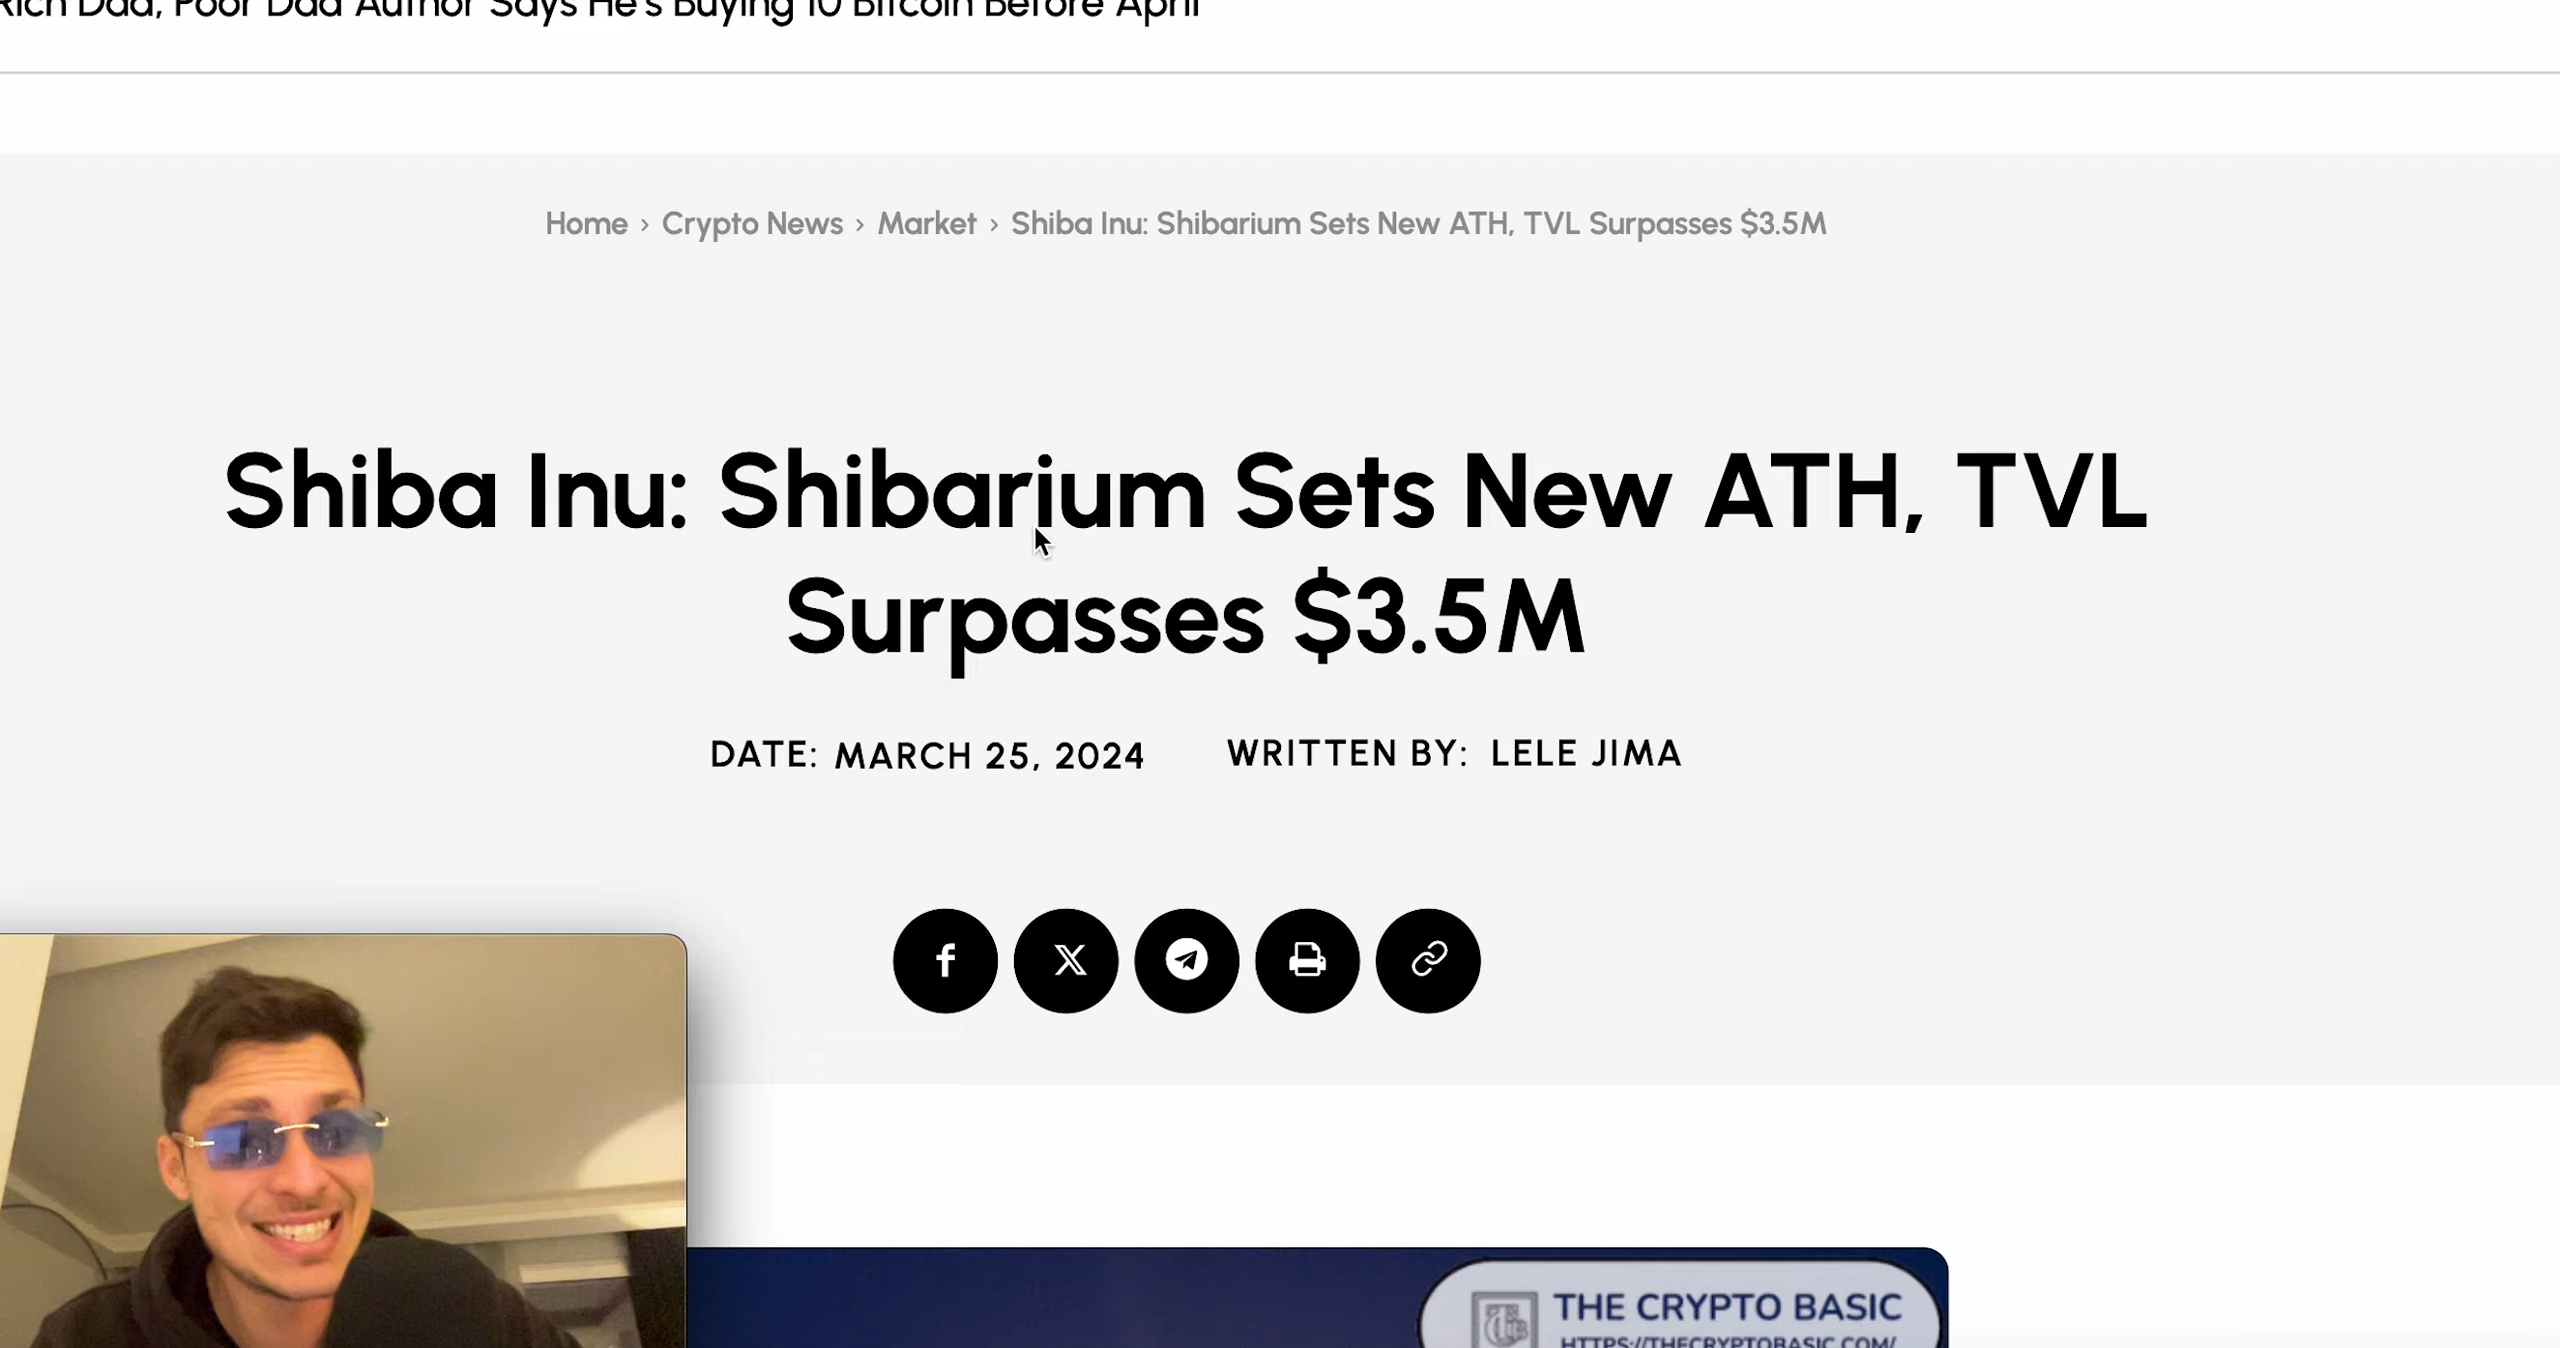 Rich Dad, Poor Dad Author Says He's Buying 10 Bitcoin Before April
Home › Crypto News › Market › Shiba Inu: Shibarium Sets New ATH, TVL Surpasses $3.5M
Shiba Inu: Shibarium Sets New ATH, TVL
Surpasses $3.5M
DATE: MARCH 25, 2024 WRITTEN BY: LELE JIMA
THE CRYPTO BASIC
HTTPS://THECRYPTOBASIC.COM/